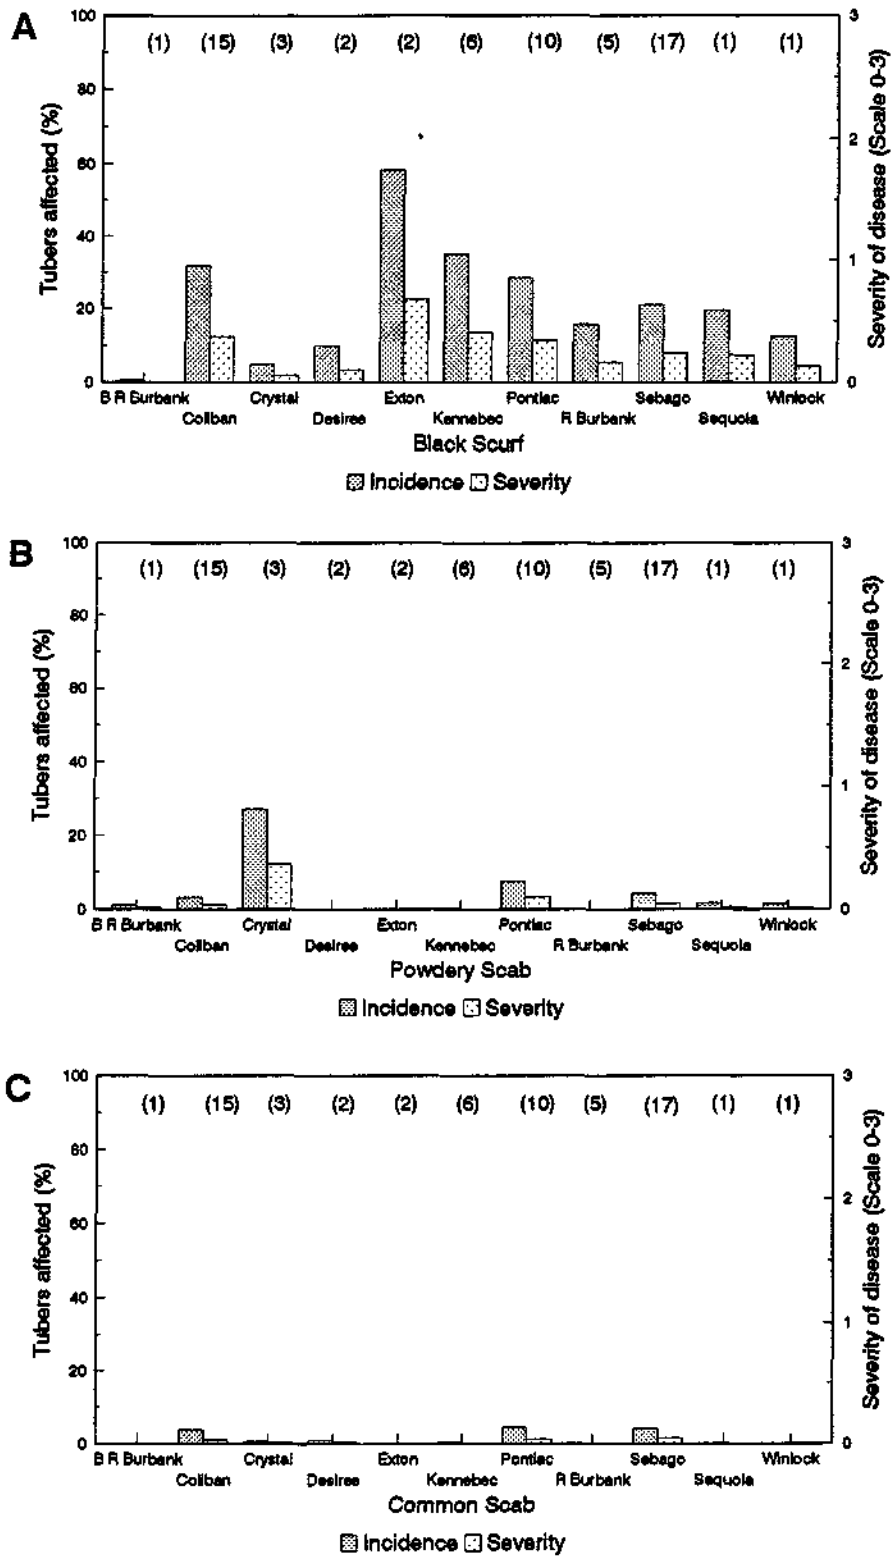 A
100
80
60
40
20
0
Tubers affected (%)
(1) (15) (3) (2) (2) (6) (10) (5) (17) (1) (1)
3
2
1
0
Severity of disease (Scale 0-3)
B R Burbank Crystal Exton Pontiac Sebago Winlock
Coliban Desiree Kennebec R Burbank Sequoia
Black Scurf
Incidence Severity
B
100
80
60
40
20
0
Tubers affected (%)
(1) (15) (3) (2) (2) (6) (10) (5) (17) (1) (1)
3
2
1
0
Severity of disease (Scale 0-3)
B R Burbank Crystal Exton Pontiac Sebago Winlock
Coliban Desiree Kennebec R Burbank Sequoia
Powdery Scab
Incidence Severity
C
100
80
60
40
20
0
Tubers affected (%)
(1) (15) (3) (2) (2) (6) (10) (5) (17) (1) (1)
3
2
1
0
Severity of disease (Scale 0-3)
B R Burbank Crystal Exton Pontiac Sebago Winlock
Coliban Desiree Kennebec R Burbank Sequoia
Common Scab
Incidence Severity